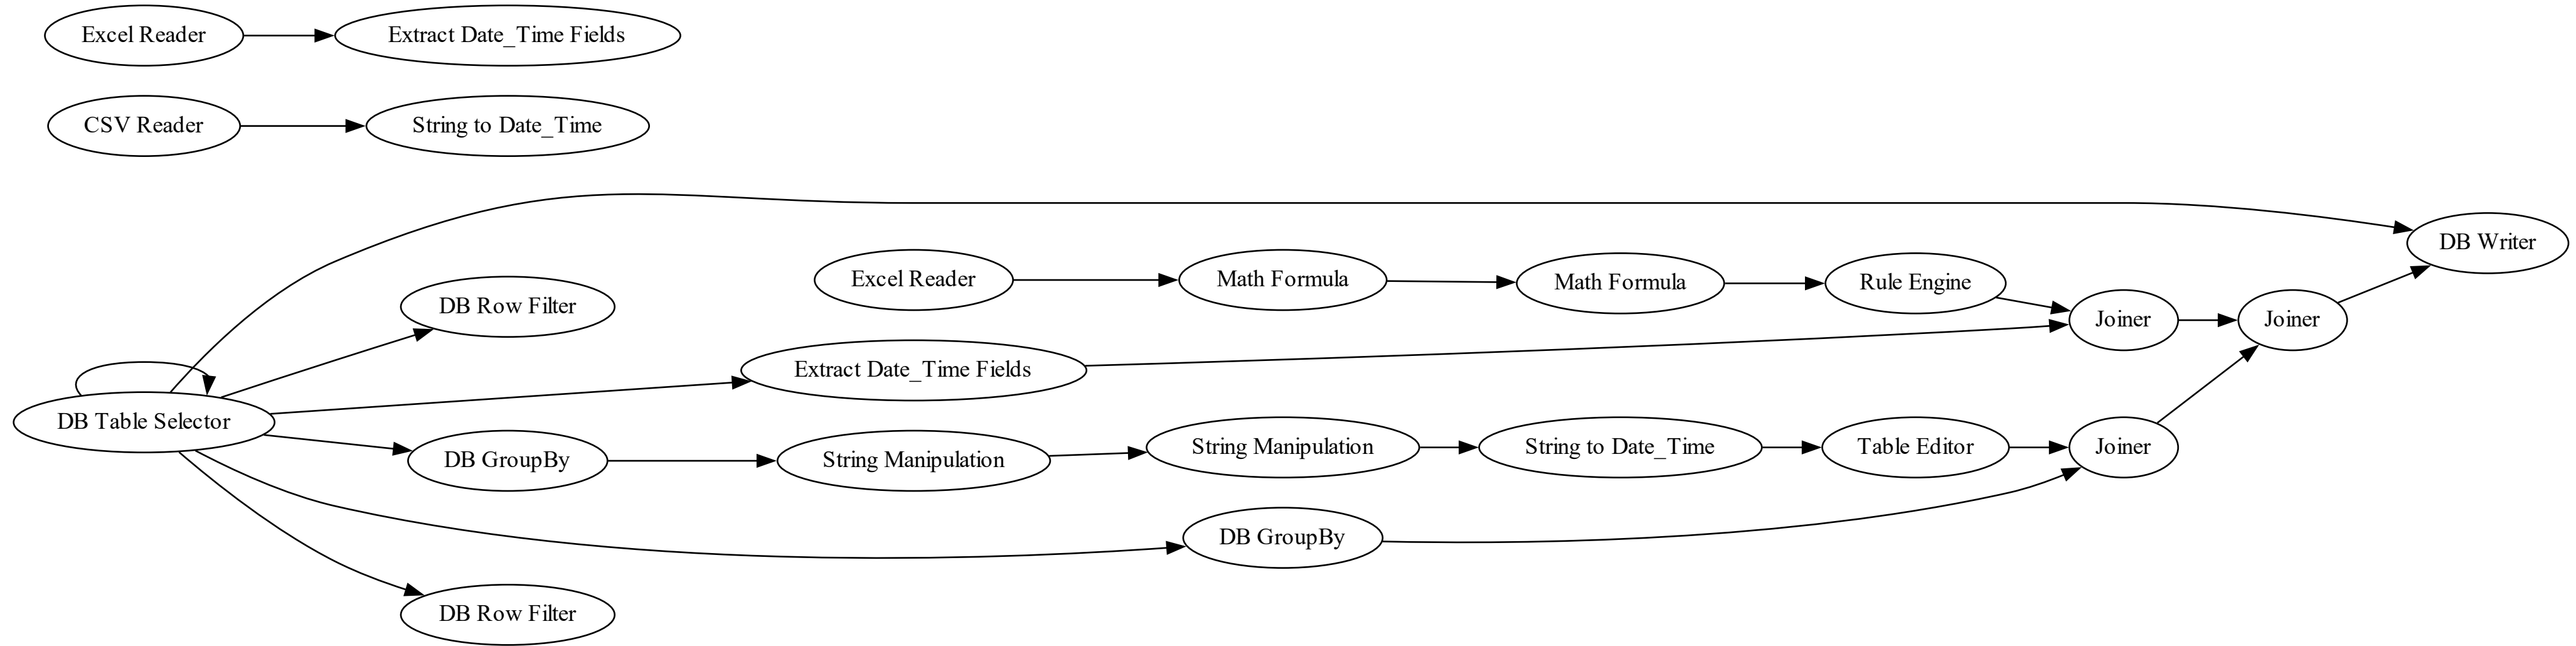 Excel Reader
Extract Date_Time Fields
CSV Reader
String to Date_Time
DB Writer
Excel Reader
Math Formula
Math Formula
Rule Engine
DB Row Filter
Joiner
Joiner
Extract Date_Time Fields
DB Table Selector
DB GroupBy
String Manipulation
String Manipulation
String to Date_Time
Table Editor
Joiner
DB GroupBy
DB Row Filter